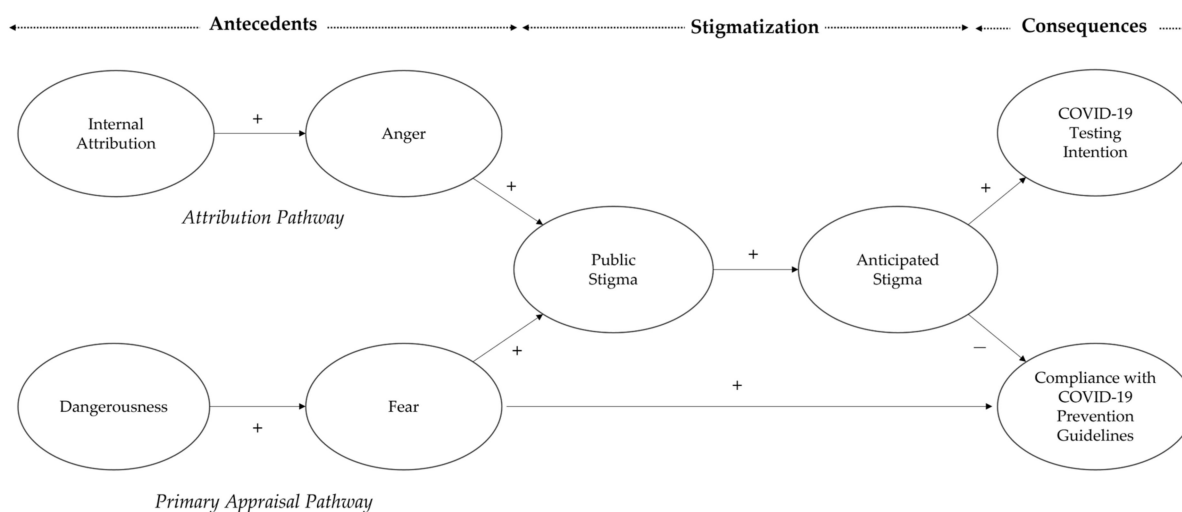 Antecedents
Stigmatization
Consequences
Internal
Attribution
+
Anger
COVID-19
Testing
Intention
Attribution Pathway
+
+
Public
Stigma
+
Anticipated
Stigma
Dangerousness
+
Fear
+
+
−
Compliance with
COVID-19
Prevention
Guidelines
Primary Appraisal Pathway